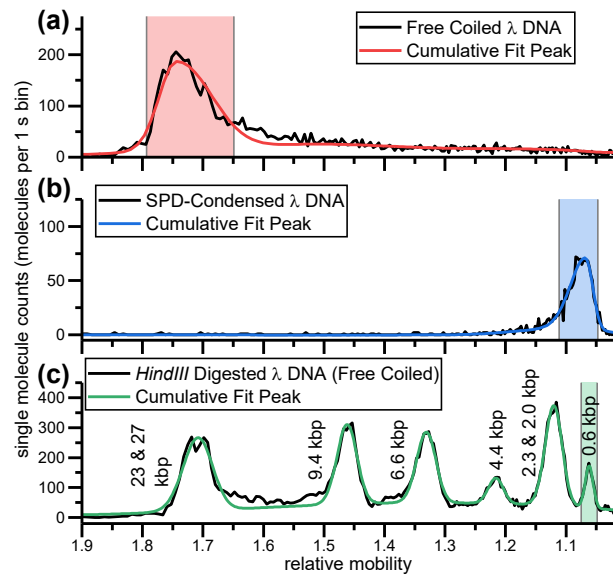 (a)
Free Coiled λ DNA
Cumulative Fit Peak
200
100
0
(b)
SPD-Condensed λ DNA
Cumulative Fit Peak
100
50
0
single molecule counts (molecules per 1 s bin)
(c)
HindIII Digested λ DNA (Free Coiled)
Cumulative Fit Peak
400
300
200
100
0
23 & 27
kbp
9.4 kbp
6.6 kbp
4.4 kbp
2.3 & 2.0 kbp
0.6 kbp
1.9 1.8 1.7 1.6 1.5 1.4 1.3 1.2 1.1
relative mobility